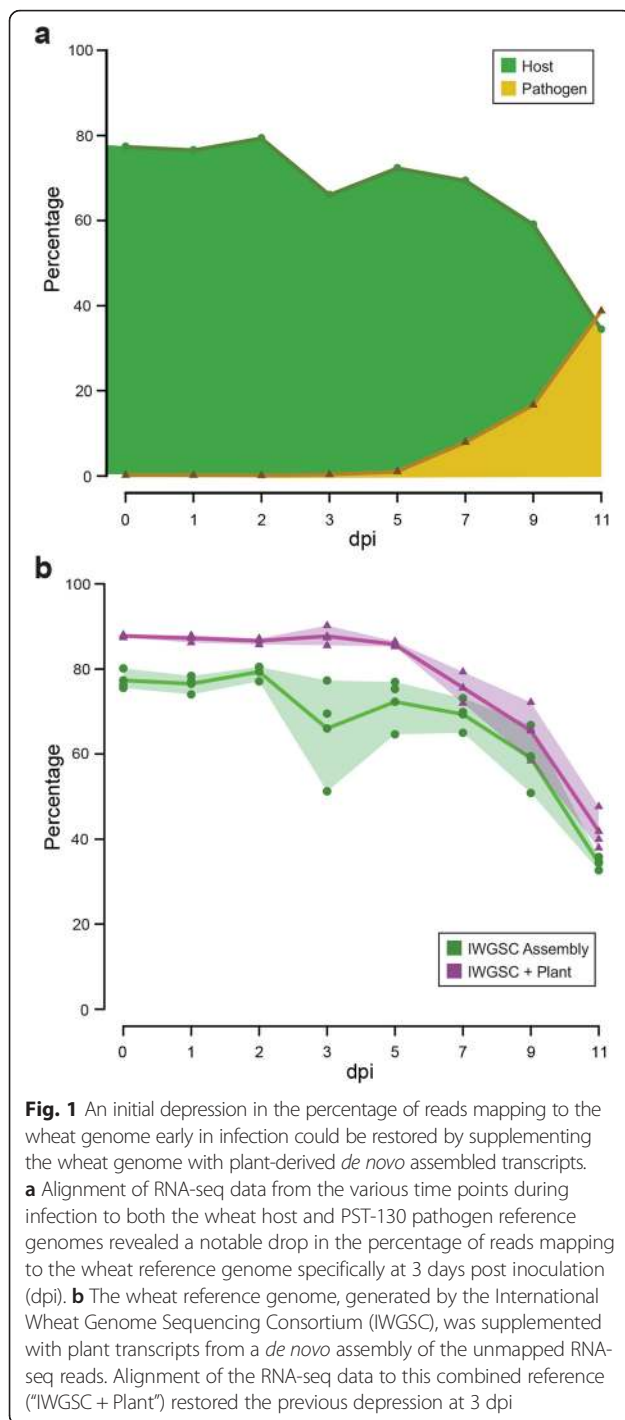 a
100
80
60
40
20
0
Percentage
Host
Pathogen
0 1 2 3 5 7 9 11
dpi
b
100
80
60
40
20
0
Percentage
IWGSC Assembly
IWGSC + Plant
0 1 2 3 5 7 9 11
dpi
Fig. 1 An initial depression in the percentage of reads mapping to the
wheat genome early in infection could be restored by supplementing
the wheat genome with plant-derived de novo assembled transcripts.
a Alignment of RNA-seq data from the various time points during
infection to both the wheat host and PST-130 pathogen reference
genomes revealed a notable drop in the percentage of reads mapping
to the wheat reference genome specifically at 3 days post inoculation
(dpi). b The wheat reference genome, generated by the International
Wheat Genome Sequencing Consortium (IWGSC), was supplemented
with plant transcripts from a de novo assembly of the unmapped RNA-
seq reads. Alignment of the RNA-seq data to this combined reference
("IWGSC + Plant") restored the previous depression at 3 dpi